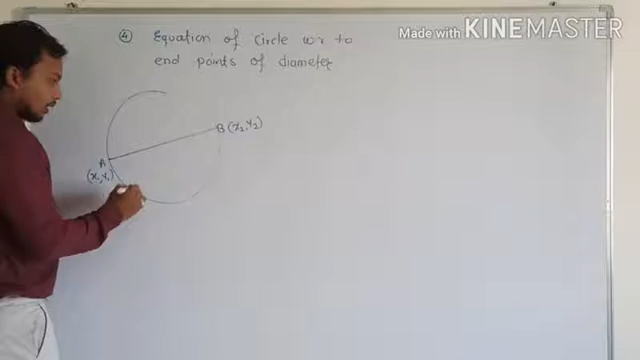 Made with KINEMASTER
④ Equation of Circle w r to
end points of diameter
B (x₂, y₂)
A
(x₁, y₁)